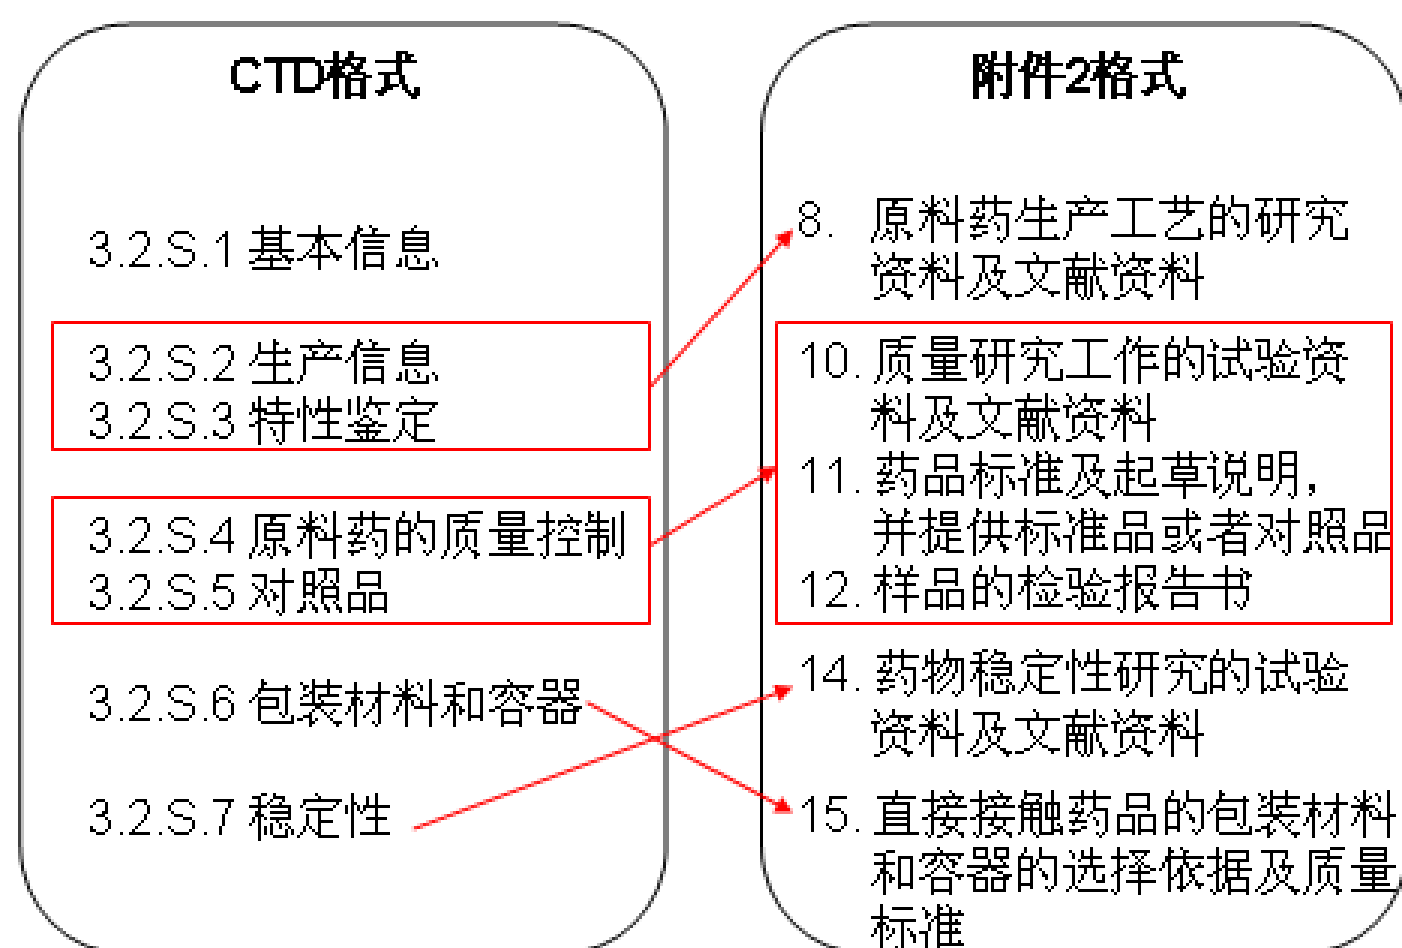 CTD格式
3.2.S.1 基本信息
3.2.S.2 生产信息
3.2.S.3 特性鉴定
3.2.S.4 原料药的质量控制
3.2.S.5 对照品
3.2.S.6 包装材料和容器
3.2.S.7 稳定性
附件2格式
8. 原料药生产工艺的研究
资料及文献资料
10. 质量研究工作的试验资
料及文献资料
11. 药品标准及起草说明，
并提供标准品或者对照品
12. 样品的检验报告书
14. 药物稳定性研究的试验
资料及文献资料
15. 直接接触药品的包装材料
和容器的选择依据及质量
标准